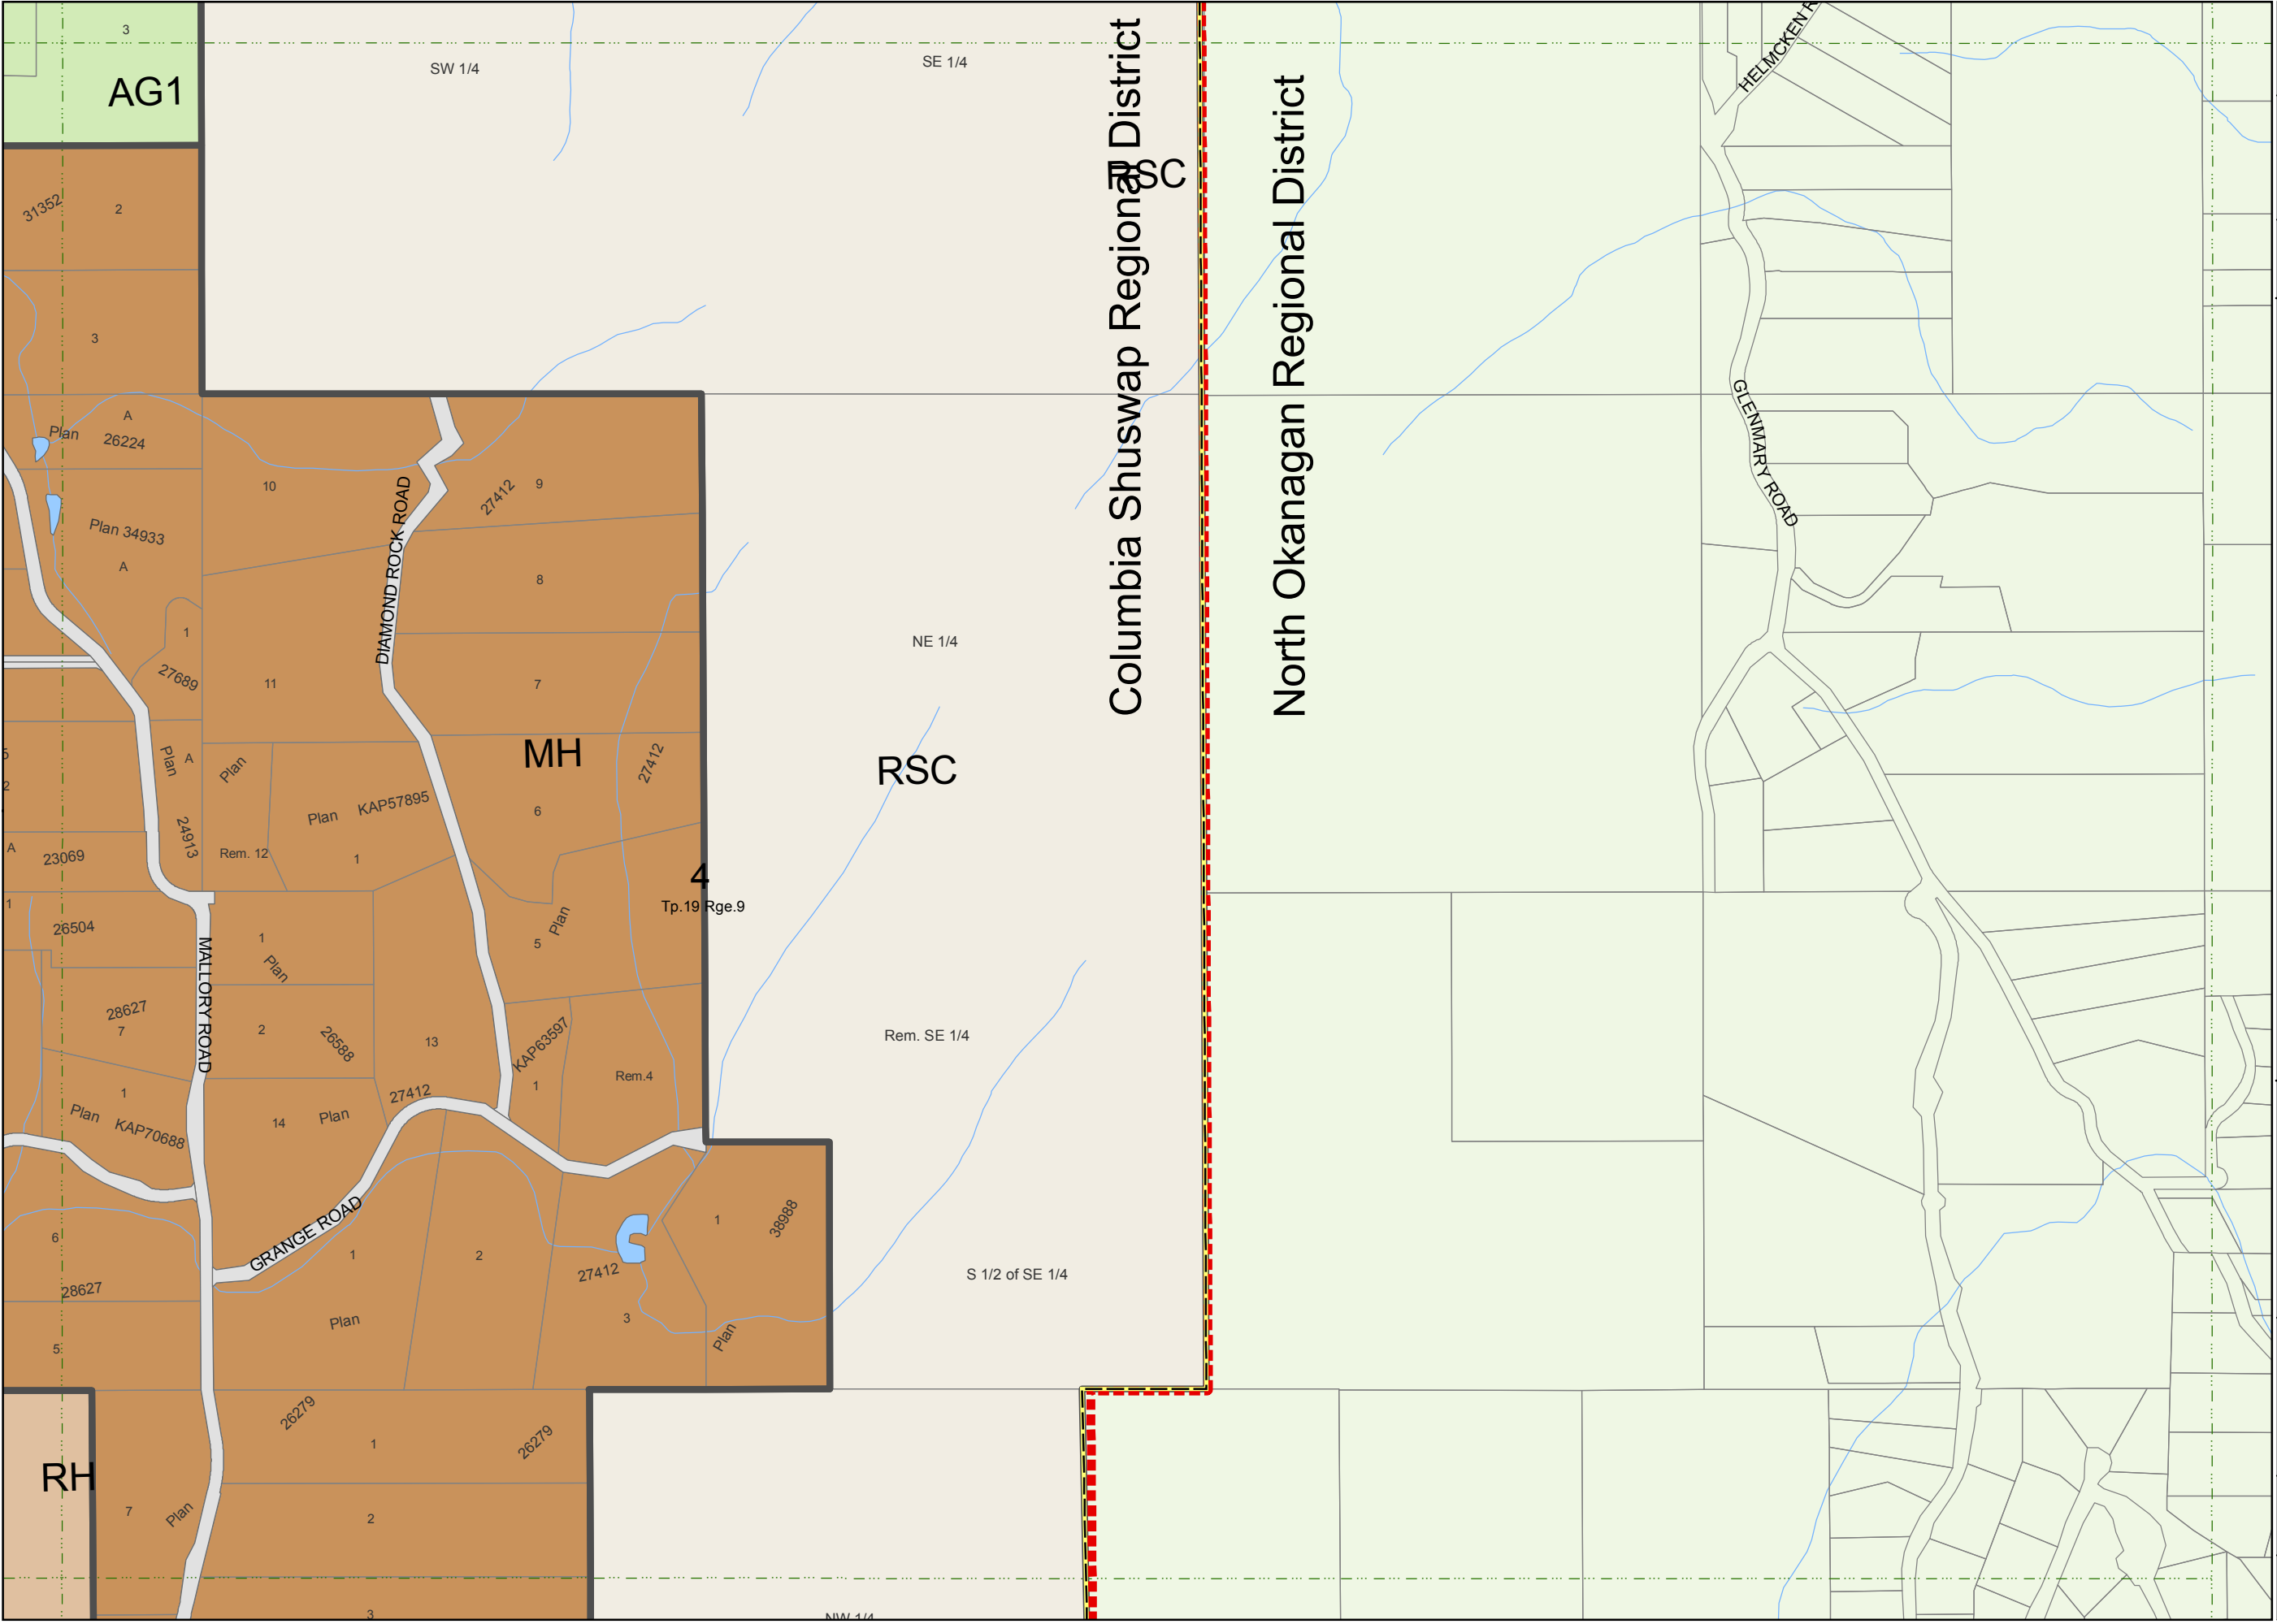 3
AG1
SW 1/4
SE 1/4
HELMCKEN R
Columbia Shuswap Regional District
North Okanagan Regional District
RSC
31352
2
3
A
Plan
26224
10
9
27412
GLENMARY ROAD
Plan 34933
A
DIAMOND ROCK ROAD
8
1
27689
11
7
NE 1/4
Plan
A
24913
Plan
MH
27412
RSC
5
2
Plan
KAP57895
6
A
23069
Rem. 12
1
4
Tp.19 Rge.9
1
26504
1
Plan
5
Plan
MALLORY ROAD
28627
7
2
26588
13
KAP63597
1
Rem.4
Rem. SE 1/4
1
Plan
KAP70688
14
Plan
27412
GRANGE ROAD
6
1
2
1
38988
28627
27412
S 1/2 of SE 1/4
Plan
3
Plan
5
26279
1
26279
RH
7
Plan
2
3
NW 1/4